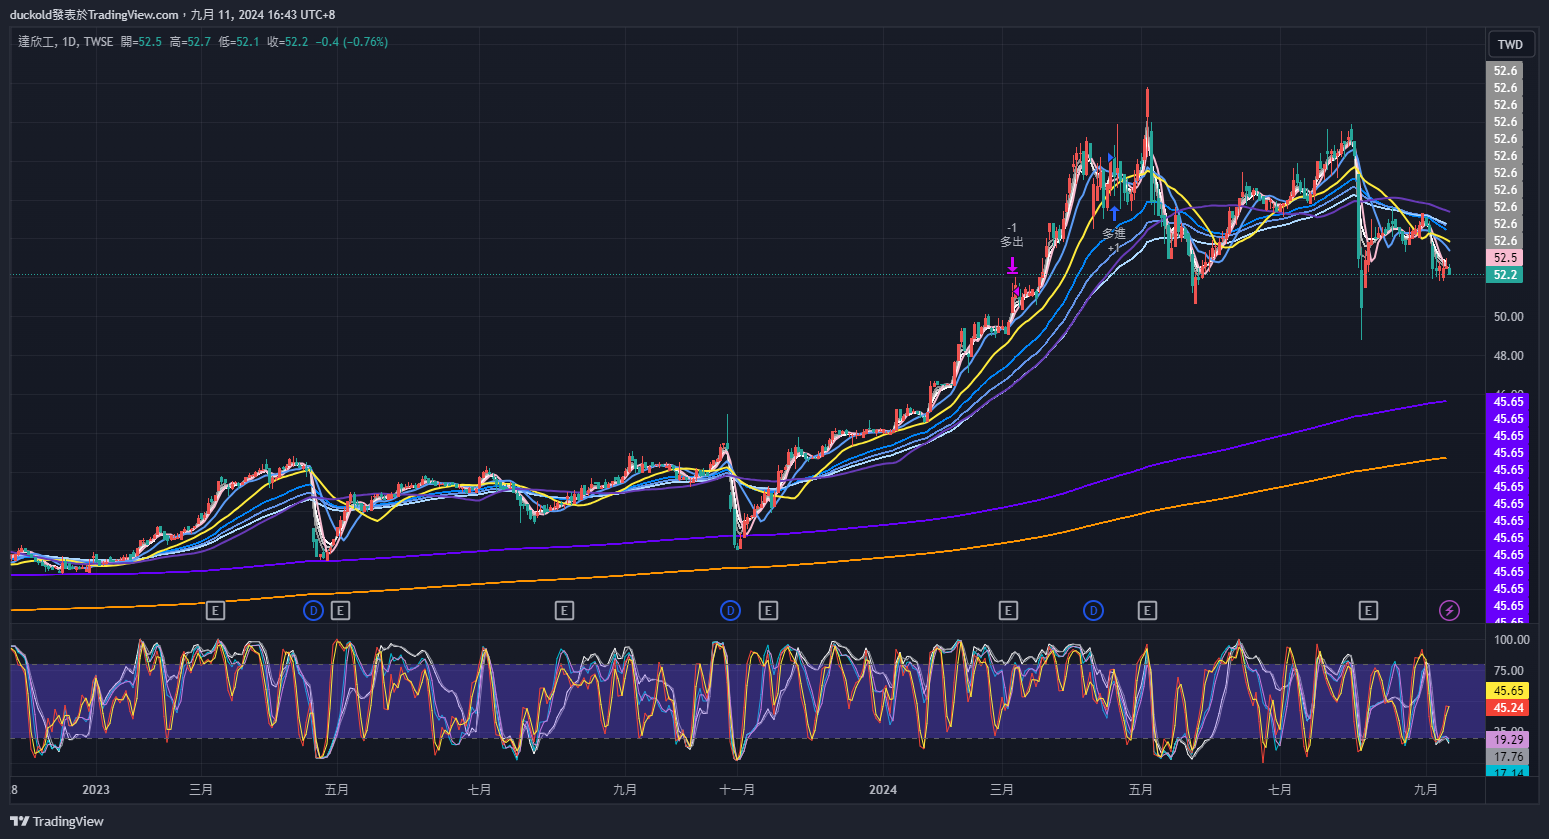 duckold發表於TradingView.com，九月 11, 2024 16:43 UTC+8
達欣工, 1D, TWSE 開=52.5 高=52.7 低=52.1 收=52.2 −0.4 (−0.76%)
TWD
52.6
52.6
52.6
52.6
52.6
52.6
52.6
52.6
52.6
52.6
52.6
52.5
52.2
-1
多出
多進
+1
50.00
48.00
45.65
45.65
45.65
45.65
45.65
45.65
45.65
45.65
45.65
45.65
45.65
45.65
45.65
45.65
E
D
E
E
D
E
E
D
E
E
100.00
75.00
45.65
45.24
25.00
19.29
17.76
17.14
8
2023
三月
五月
七月
九月
十一月
2024
三月
五月
七月
九月
TradingView